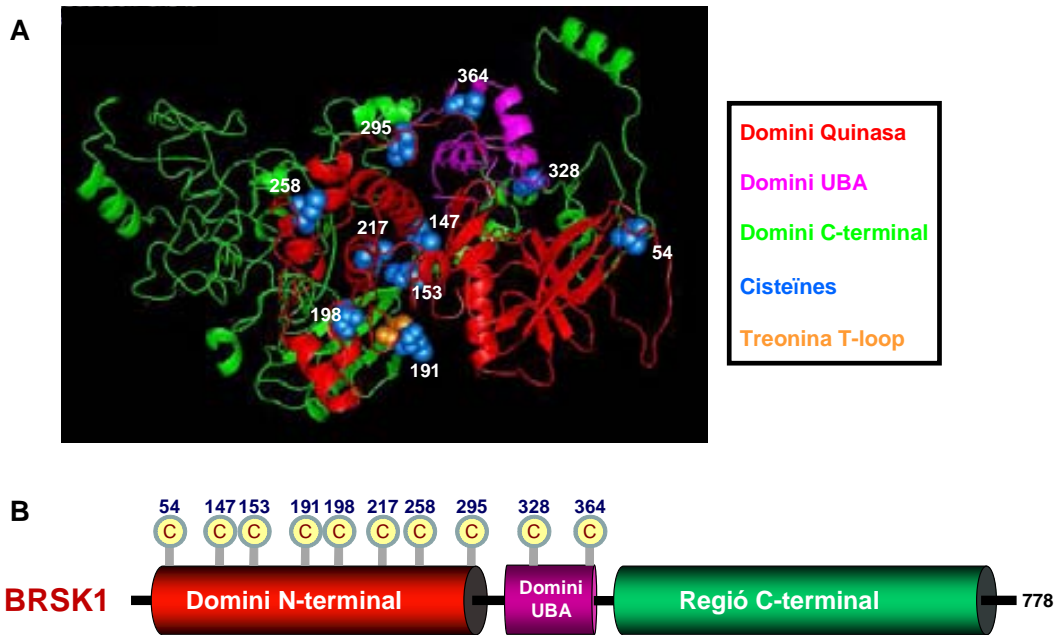 A
364
295
328
258
217
147
54
153
198
191
Domini Quinasa
Domini UBA
Domini C-terminal
Cisteïnes
Treonina T-loop
B
54 147 153 191 198 217 258 295 328 364
C C C C C C C C C C
BRSK1
Domini N-terminal
Domini
UBA
Regió C-terminal
778